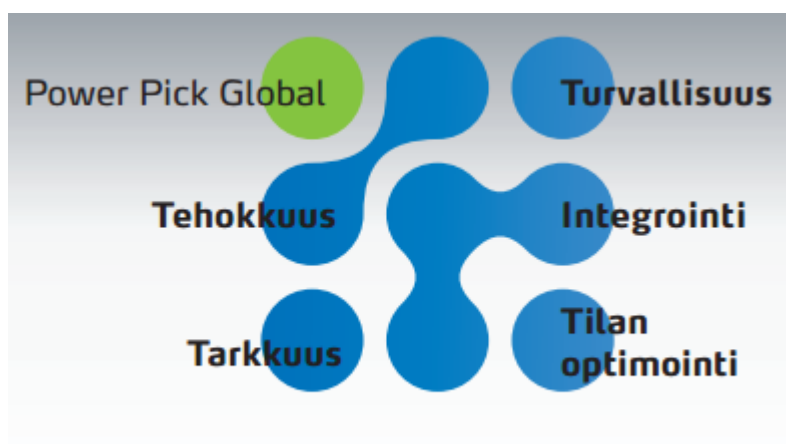 Power Pick Global
Turvallisuus
Tehokkuus
Integrointi
Tarkkuus
Tilan
optimointi